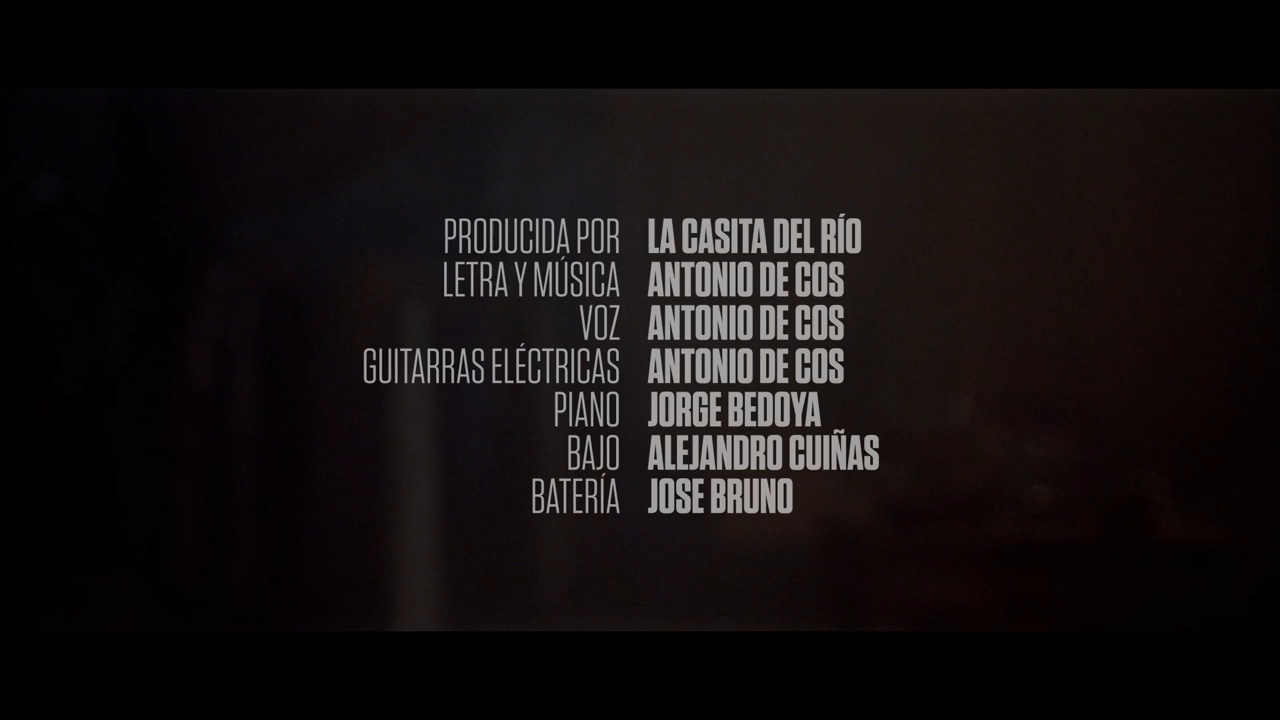 PRODUCIDA POR LA CASITA DEL RÍO
LETRA Y MÚSICA ANTONIO DE COS
VOZ ANTONIO DE COS
GUITARRAS ELÉCTRICAS ANTONIO DE COS
PIANO JORGE BEDOYA
BAJO ALEJANDRO CUIÑAS
BATERÍA JOSE BRUNO